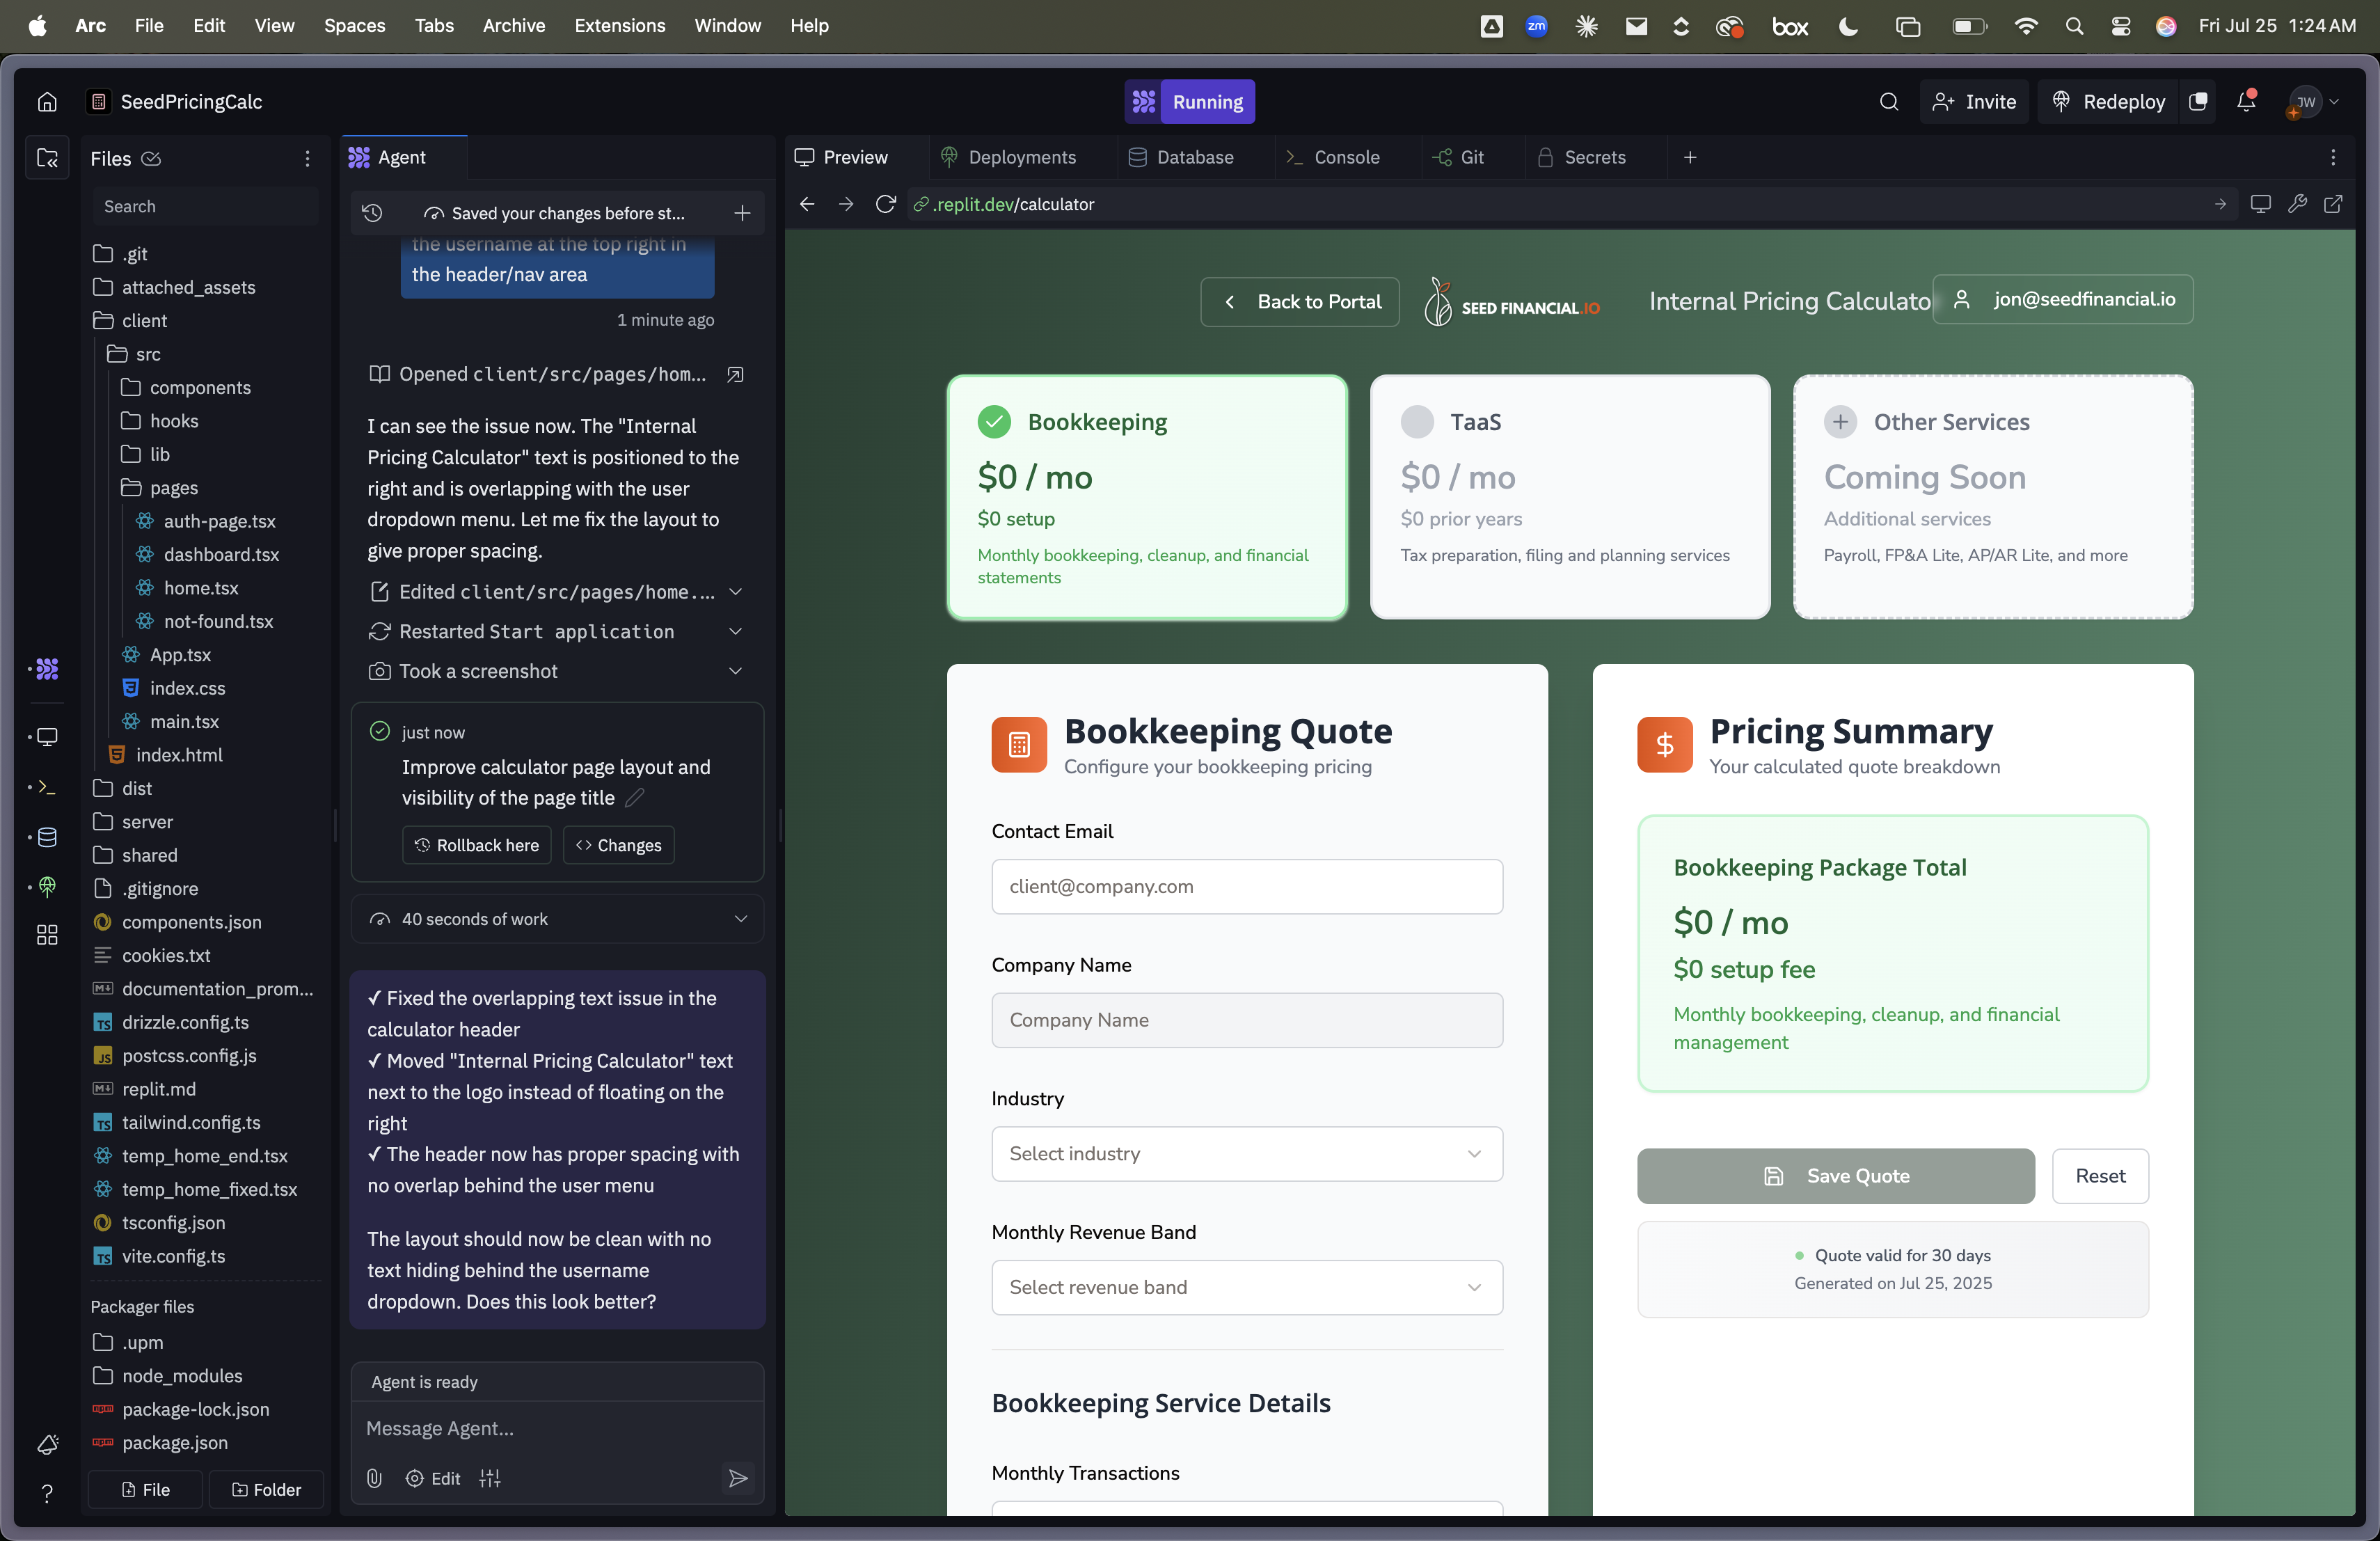 Arc File Edit View Spaces Tabs Archive Extensions Window Help
zm
box
Fri Jul 25 1:24 AM
SeedPricingCalc
Running
Invite
Redeploy
JW
Files
Search
.git
attached_assets
client
src
components
hooks
lib
pages
auth-page.tsx
dashboard.tsx
home.tsx
not-found.tsx
App.tsx
index.css
main.tsx
index.html
dist
server
shared
.gitignore
components.json
cookies.txt
documentation_prom...
drizzle.config.ts
postcss.config.js
replit.md
tailwind.config.ts
temp_home_end.tsx
temp_home_fixed.tsx
tsconfig.json
vite.config.ts
Packager files
.upm
node_modules
package-lock.json
package.json
File
Folder
Agent
Saved your changes before st...
the username at the top right in
the header/nav area
1 minute ago
Opened client/src/pages/hom...
I can see the issue now. The "Internal
Pricing Calculator" text is positioned to the
right and is overlapping with the user
dropdown menu. Let me fix the layout to
give proper spacing.
Edited client/src/pages/home....
Restarted Start application
Took a screenshot
just now
Improve calculator page layout and
visibility of the page title
Rollback here
Changes
40 seconds of work
✓ Fixed the overlapping text issue in the
calculator header
✓ Moved "Internal Pricing Calculator" text
next to the logo instead of floating on the
right
✓ The header now has proper spacing with
no overlap behind the user menu
The layout should now be clean with no
text hiding behind the username
dropdown. Does this look better?
Agent is ready
Message Agent...
Edit
Preview
Deployments
Database
Console
Git
Secrets
.replit.dev/calculator
Back to Portal
SEED FINANCIAL.IO
Internal Pricing Calculato
jon@seedfinancial.io
Bookkeeping
$0 / mo
$0 setup
Monthly bookkeeping, cleanup, and financial
statements
TaaS
$0 / mo
$0 prior years
Tax preparation, filing and planning services
Other Services
Coming Soon
Additional services
Payroll, FP&A Lite, AP/AR Lite, and more
Bookkeeping Quote
Configure your bookkeeping pricing
Contact Email
client@company.com
Company Name
Company Name
Industry
Select industry
Monthly Revenue Band
Select revenue band
Bookkeeping Service Details
Monthly Transactions
Pricing Summary
Your calculated quote breakdown
Bookkeeping Package Total
$0 / mo
$0 setup fee
Monthly bookkeeping, cleanup, and financial
management
Save Quote
Reset
Quote valid for 30 days
Generated on Jul 25, 2025